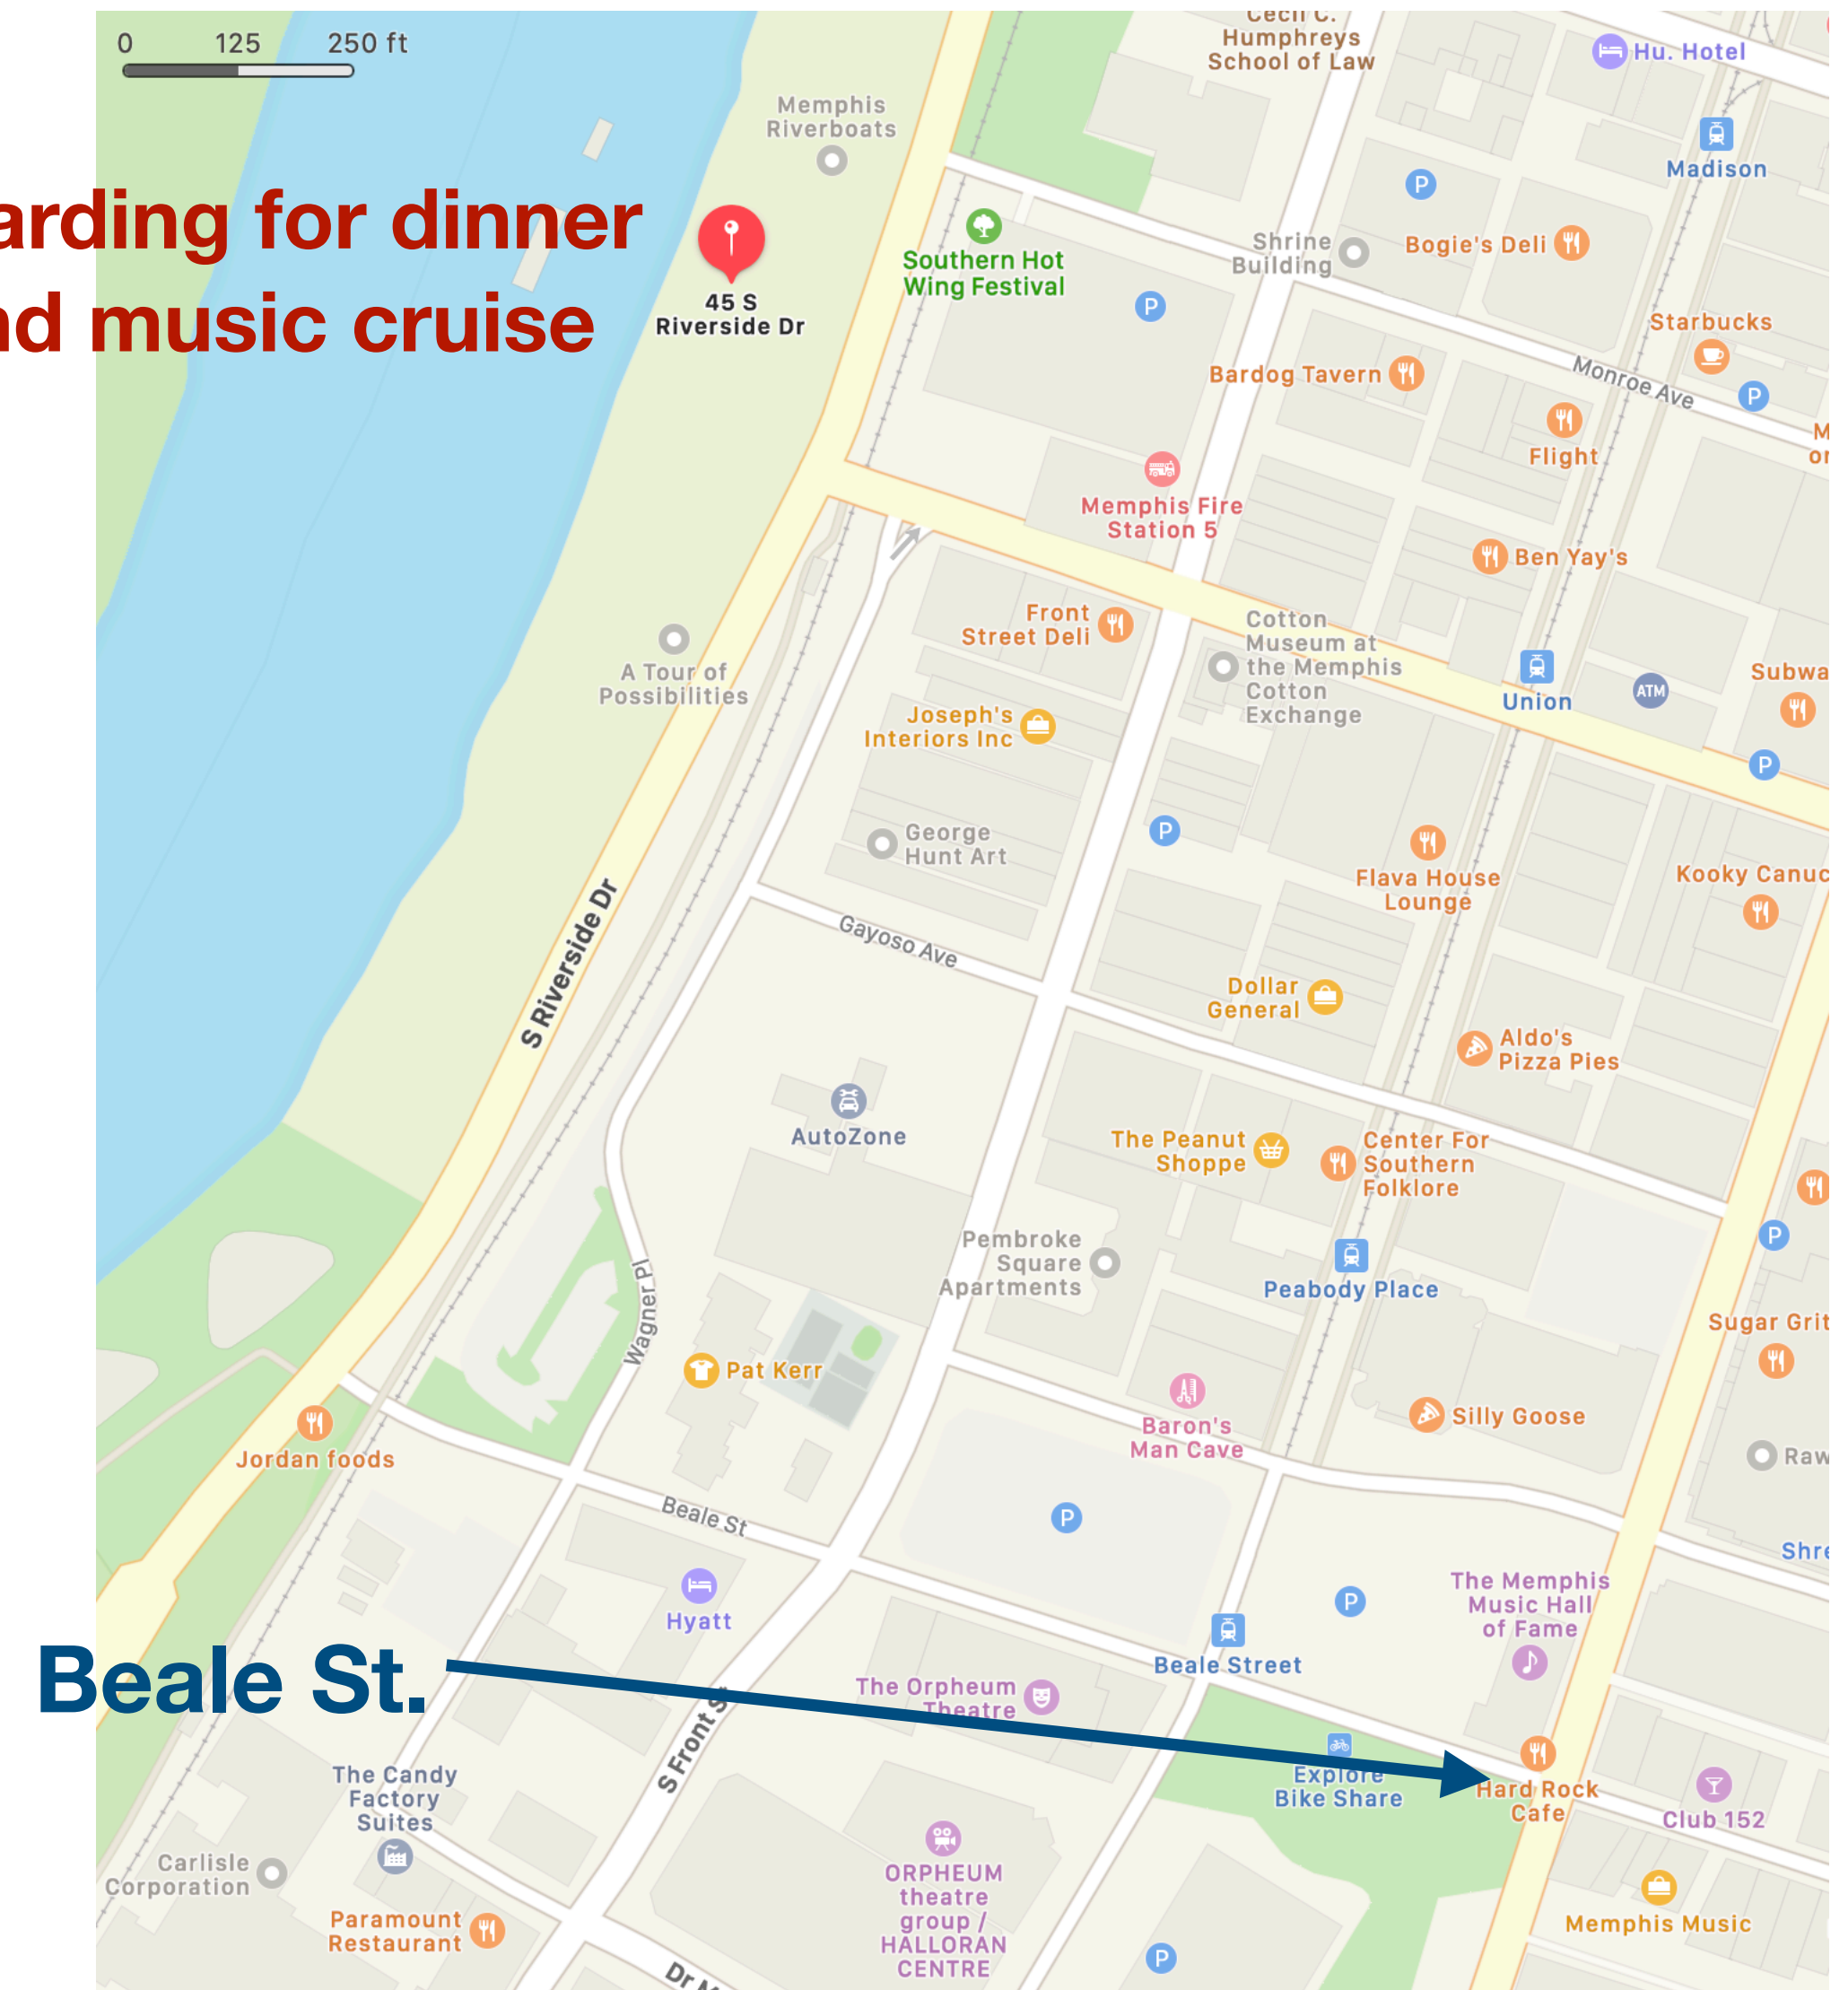 0 125 250 ft
Cecil C.
Humphreys
School of Law
Hu. Hotel
Memphis
Riverboats
Madison
P
arding for dinner
Southern Hot
Wing Festival
Shrine
Building
Bogie's Deli
nd music cruise
45 S
Riverside Dr
P
Starbucks
Bardog Tavern
Monroe Ave
P
Flight
M
or
Memphis Fire
Station 5
Ben Yay's
Front
Street Deli
Cotton
Museum at
the Memphis
Cotton
Exchange
A Tour of
Possibilities
Union
ATM
Subwa
Joseph's
Interiors Inc
P
George
Hunt Art
P
Flava House
Lounge
Kooky Canuc
S Riverside Dr
Gayoso Ave
Dollar
General
Aldo's
Pizza Pies
AutoZone
The Peanut
Shoppe
Center For
Southern
Folklore
Pembroke
Square
Apartments
P
Peabody Place
Wagner Pl
Sugar Grit
Pat Kerr
Baron's
Man Cave
Silly Goose
Jordan foods
Raw
Beale St
P
Shre
Hyatt
The Memphis
Music Hall
of Fame
P
Beale St.
Beale Street
The Orpheum
Theatre
S Front St
Explore
Bike Share
Hard Rock
Cafe
Club 152
The Candy
Factory
Suites
Carlisle
Corporation
ORPHEUM
theatre
group /
HALLORAN
CENTRE
Paramount
Restaurant
Memphis Music
P
Dr M